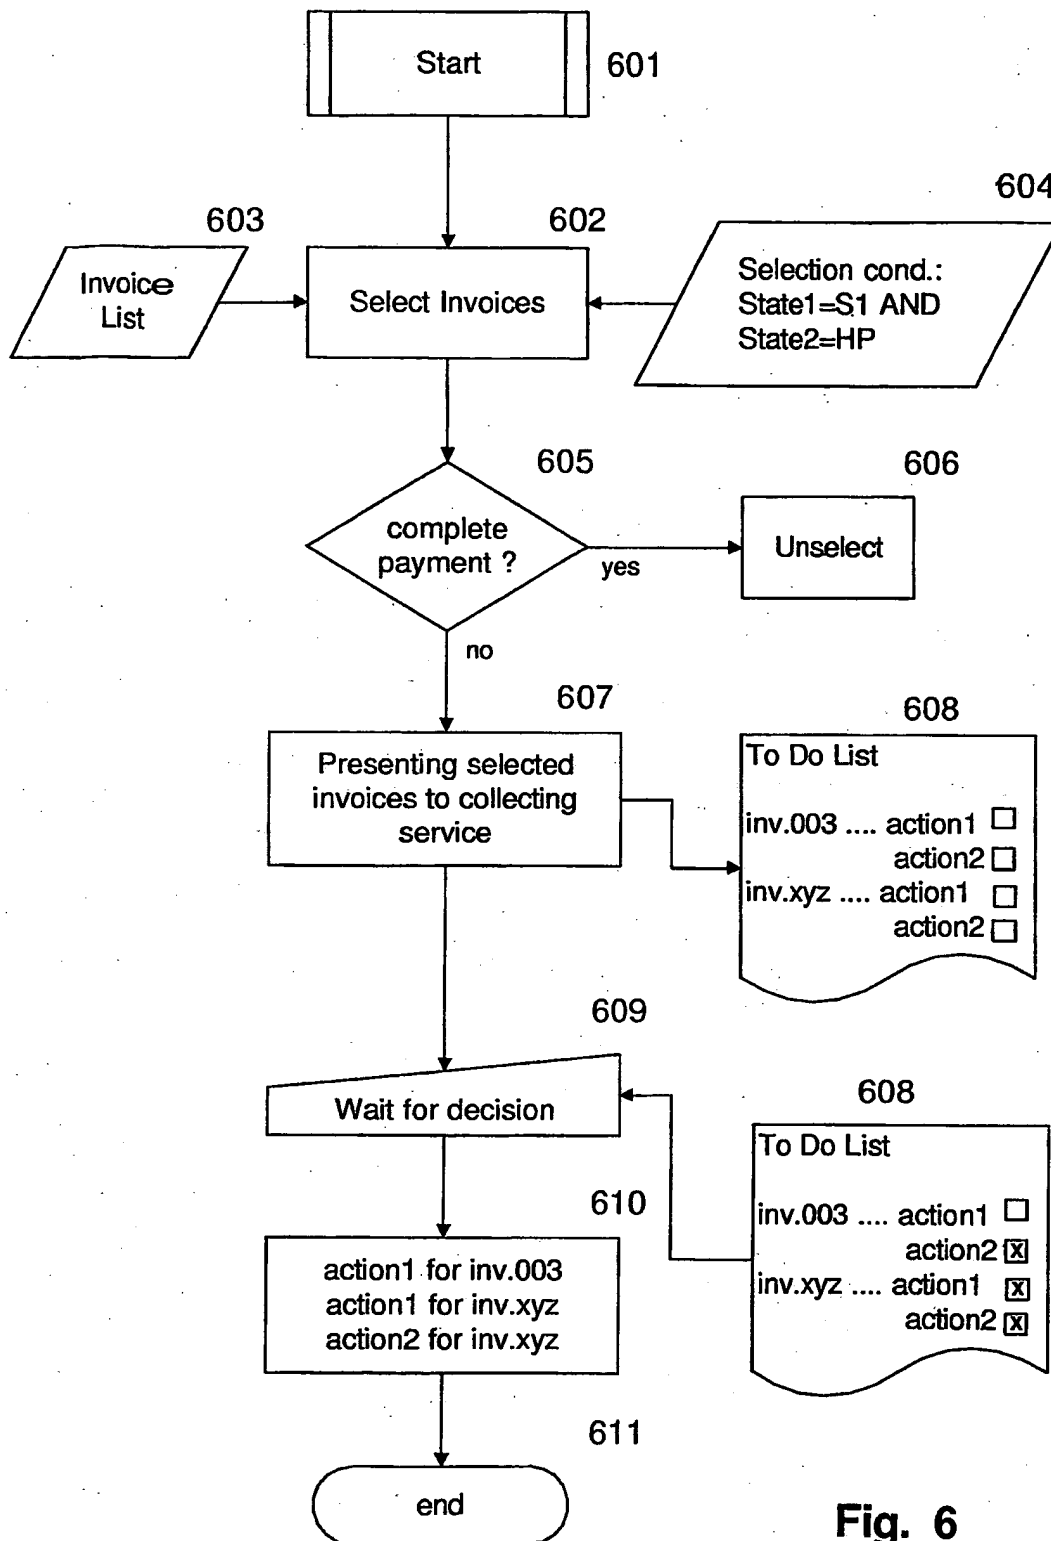 Start
601
604
603
602
Invoice
List
Select Invoices
Selection cond.:
State1=S1 AND
State2=HP
605
606
complete
payment ?
yes
Unselect
no
607
608
Presenting selected
invoices to collecting
service
To Do List
inv.003 .... action1
action2
inv.xyz .... action1
action2
609
Wait for decision
608
To Do List
inv.003 .... action1
action2 x
inv.xyz .... action1 x
action2 x
610
action1 for inv.003
action1 for inv.xyz
action2 for inv.xyz
611
end
Fig. 6